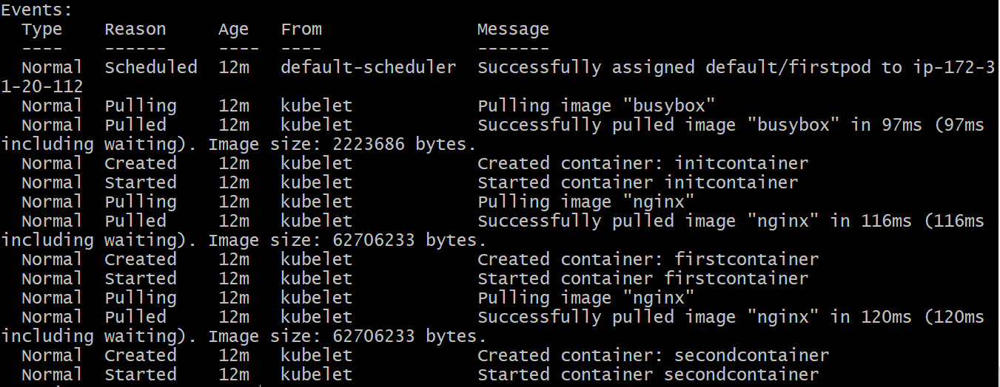 Events:
  Type    Reason     Age   From               Message
  ----    ------     ----  ----               -------
  Normal  Scheduled  12m   default-scheduler  Successfully assigned default/firstpod to ip-172-3
1-20-112
  Normal  Pulling    12m   kubelet            Pulling image "busybox"
  Normal  Pulled     12m   kubelet            Successfully pulled image "busybox" in 97ms (97ms
including waiting). Image size: 2223686 bytes.
  Normal  Created    12m   kubelet            Created container: initcontainer
  Normal  Started    12m   kubelet            Started container initcontainer
  Normal  Pulling    12m   kubelet            Pulling image "nginx"
  Normal  Pulled     12m   kubelet            Successfully pulled image "nginx" in 116ms (116ms
including waiting). Image size: 62706233 bytes.
  Normal  Created    12m   kubelet            Created container: firstcontainer
  Normal  Started    12m   kubelet            Started container firstcontainer
  Normal  Pulling    12m   kubelet            Pulling image "nginx"
  Normal  Pulled     12m   kubelet            Successfully pulled image "nginx" in 120ms (120ms
including waiting). Image size: 62706233 bytes.
  Normal  Created    12m   kubelet            Created container: secondcontainer
  Normal  Started    12m   kubelet            Started container secondcontainer